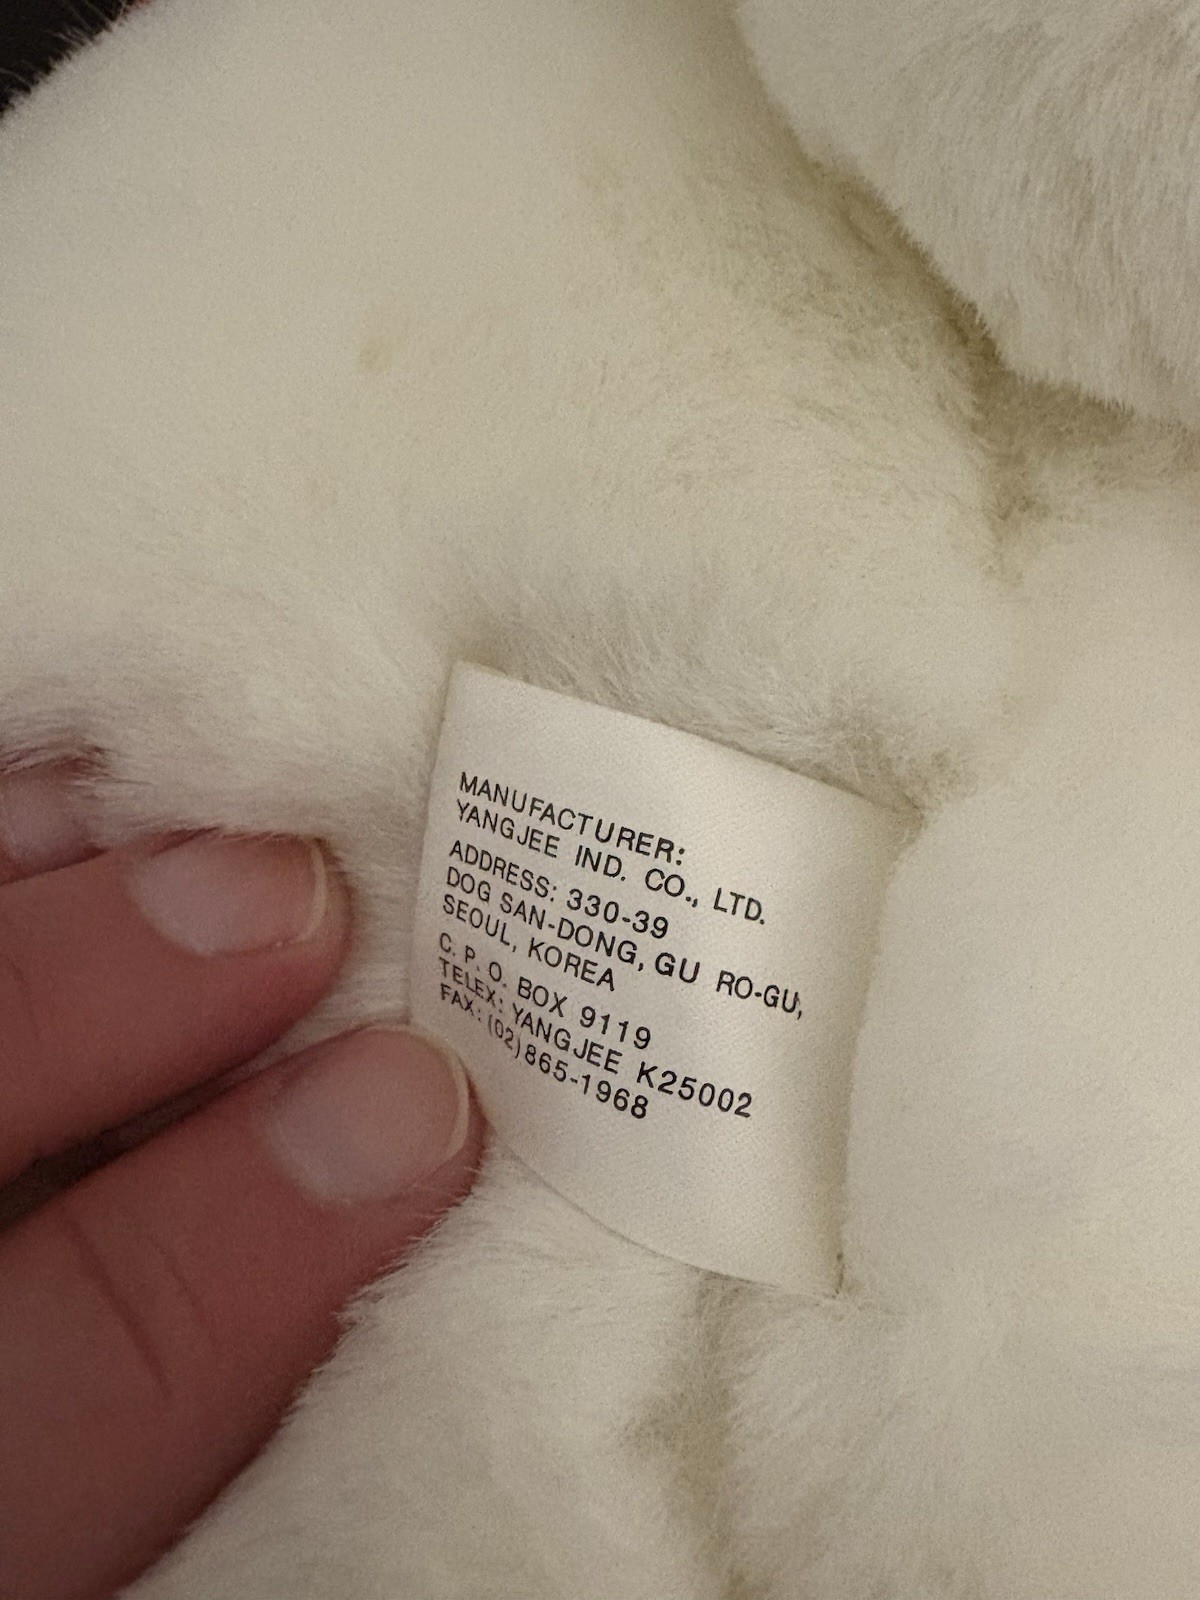 MANUFACTURER:
YANGJEE IND. CO., LTD.
ADDRESS: 330-39
DOG SAN-DONG, GU RO-GU,
SEOUL, KOREA
C. P. O. BOX 9119
TELEX: YANGJEE K25002
FAX: (02)865-1968